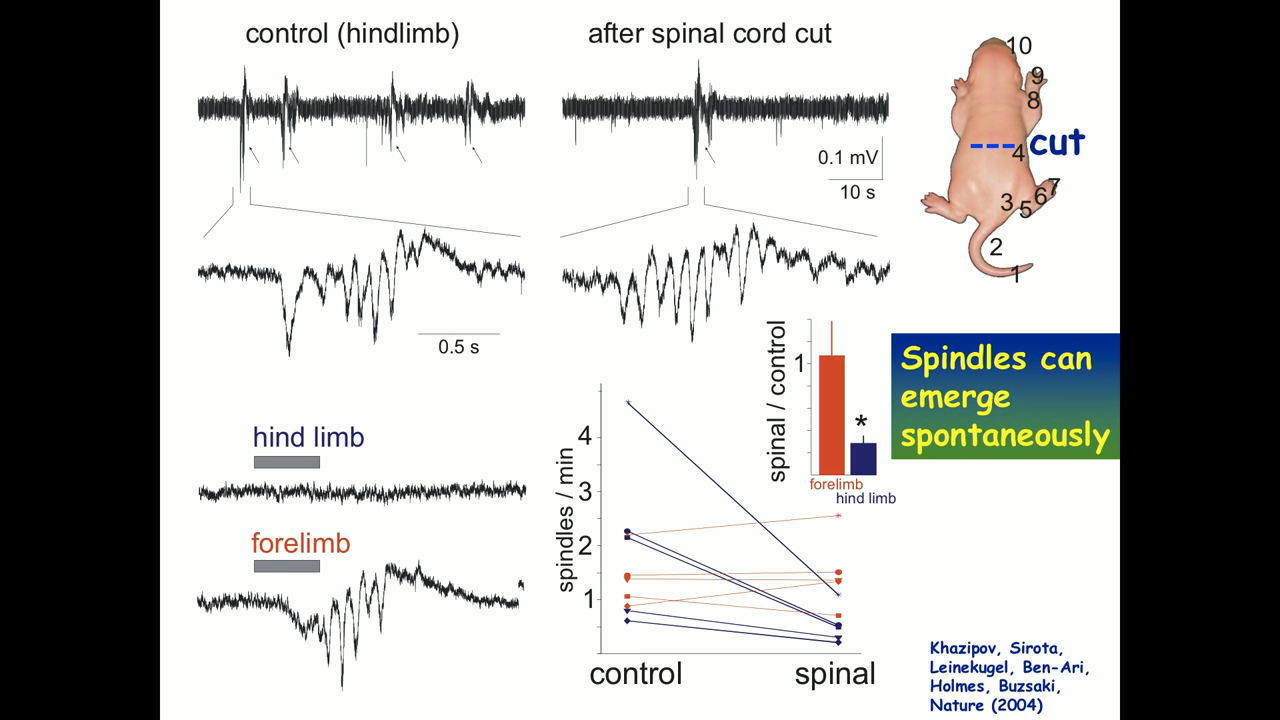 control (hindlimb)
after spinal cord cut
10
9
8
cut
4
0.1 mV
10 s
7
6
5
3
2
1
0.5 s
spinal / control
1
*
forelimb
hind limb
Spindles can
emerge
spontaneously
hind limb
forelimb
spindles / min
4
3
2
1
control
spinal
Khazipov, Sirota,
Leinekugel, Ben-Ari,
Holmes, Buzsaki,
Nature (2004)